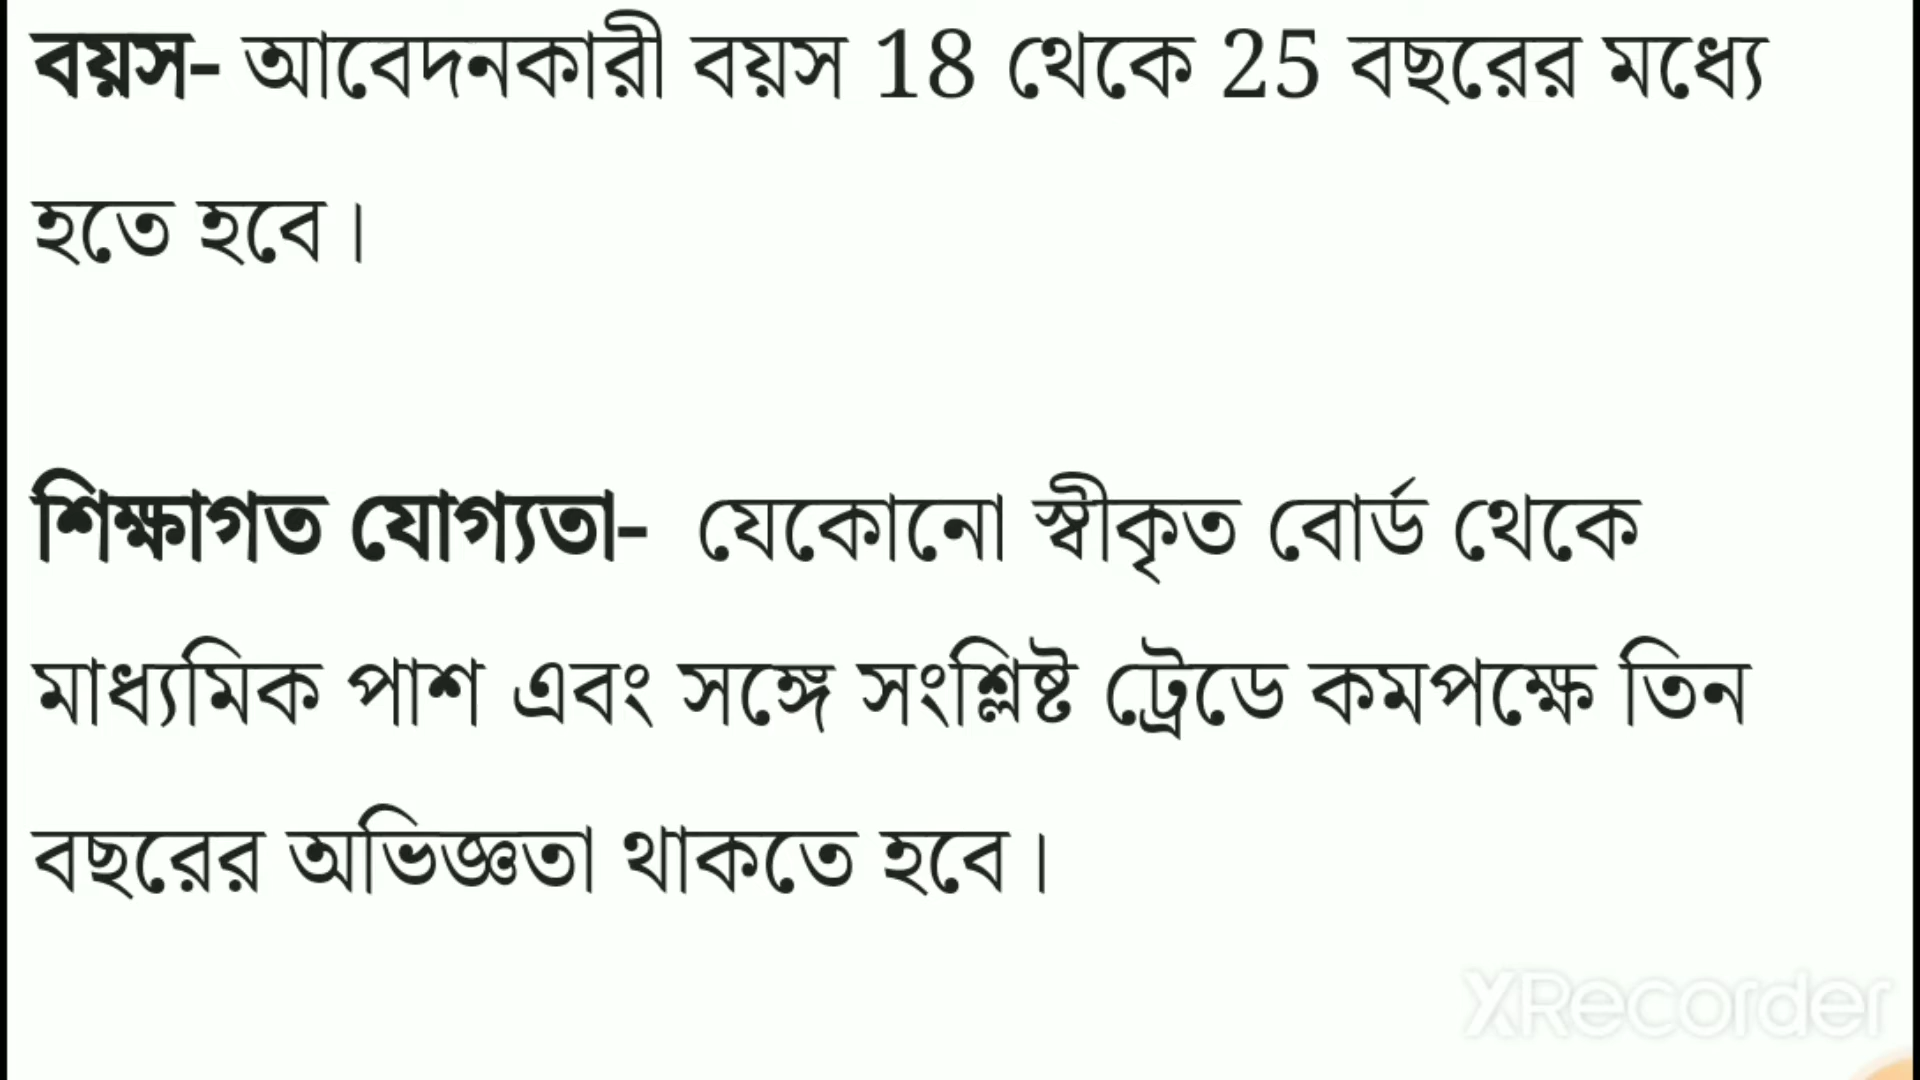 বয়স- আবেদনকারী বয়স 18 থেকে 25 বছরের মধ্যে
হতে হবে।
শিক্ষাগত যোগ্যতা- যেকোনো স্বীকৃত বোর্ড থেকে
মাধ্যমিক পাশ এবং সঙ্গে সংশ্লিষ্ট ট্রেডে কমপক্ষে তিন
বছরের অভিজ্ঞতা থাকতে হবে।
XRecorder